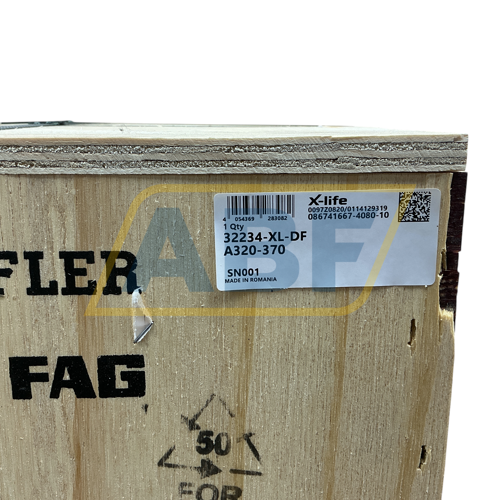 X-life
0097Z0820/0114129319
086741667-4080-10
4 054369 283082
1 Qty
32234-XL-DF
A320-370
SN001
MADE IN ROMANIA
ABF
FLER
FAG
50
FOR